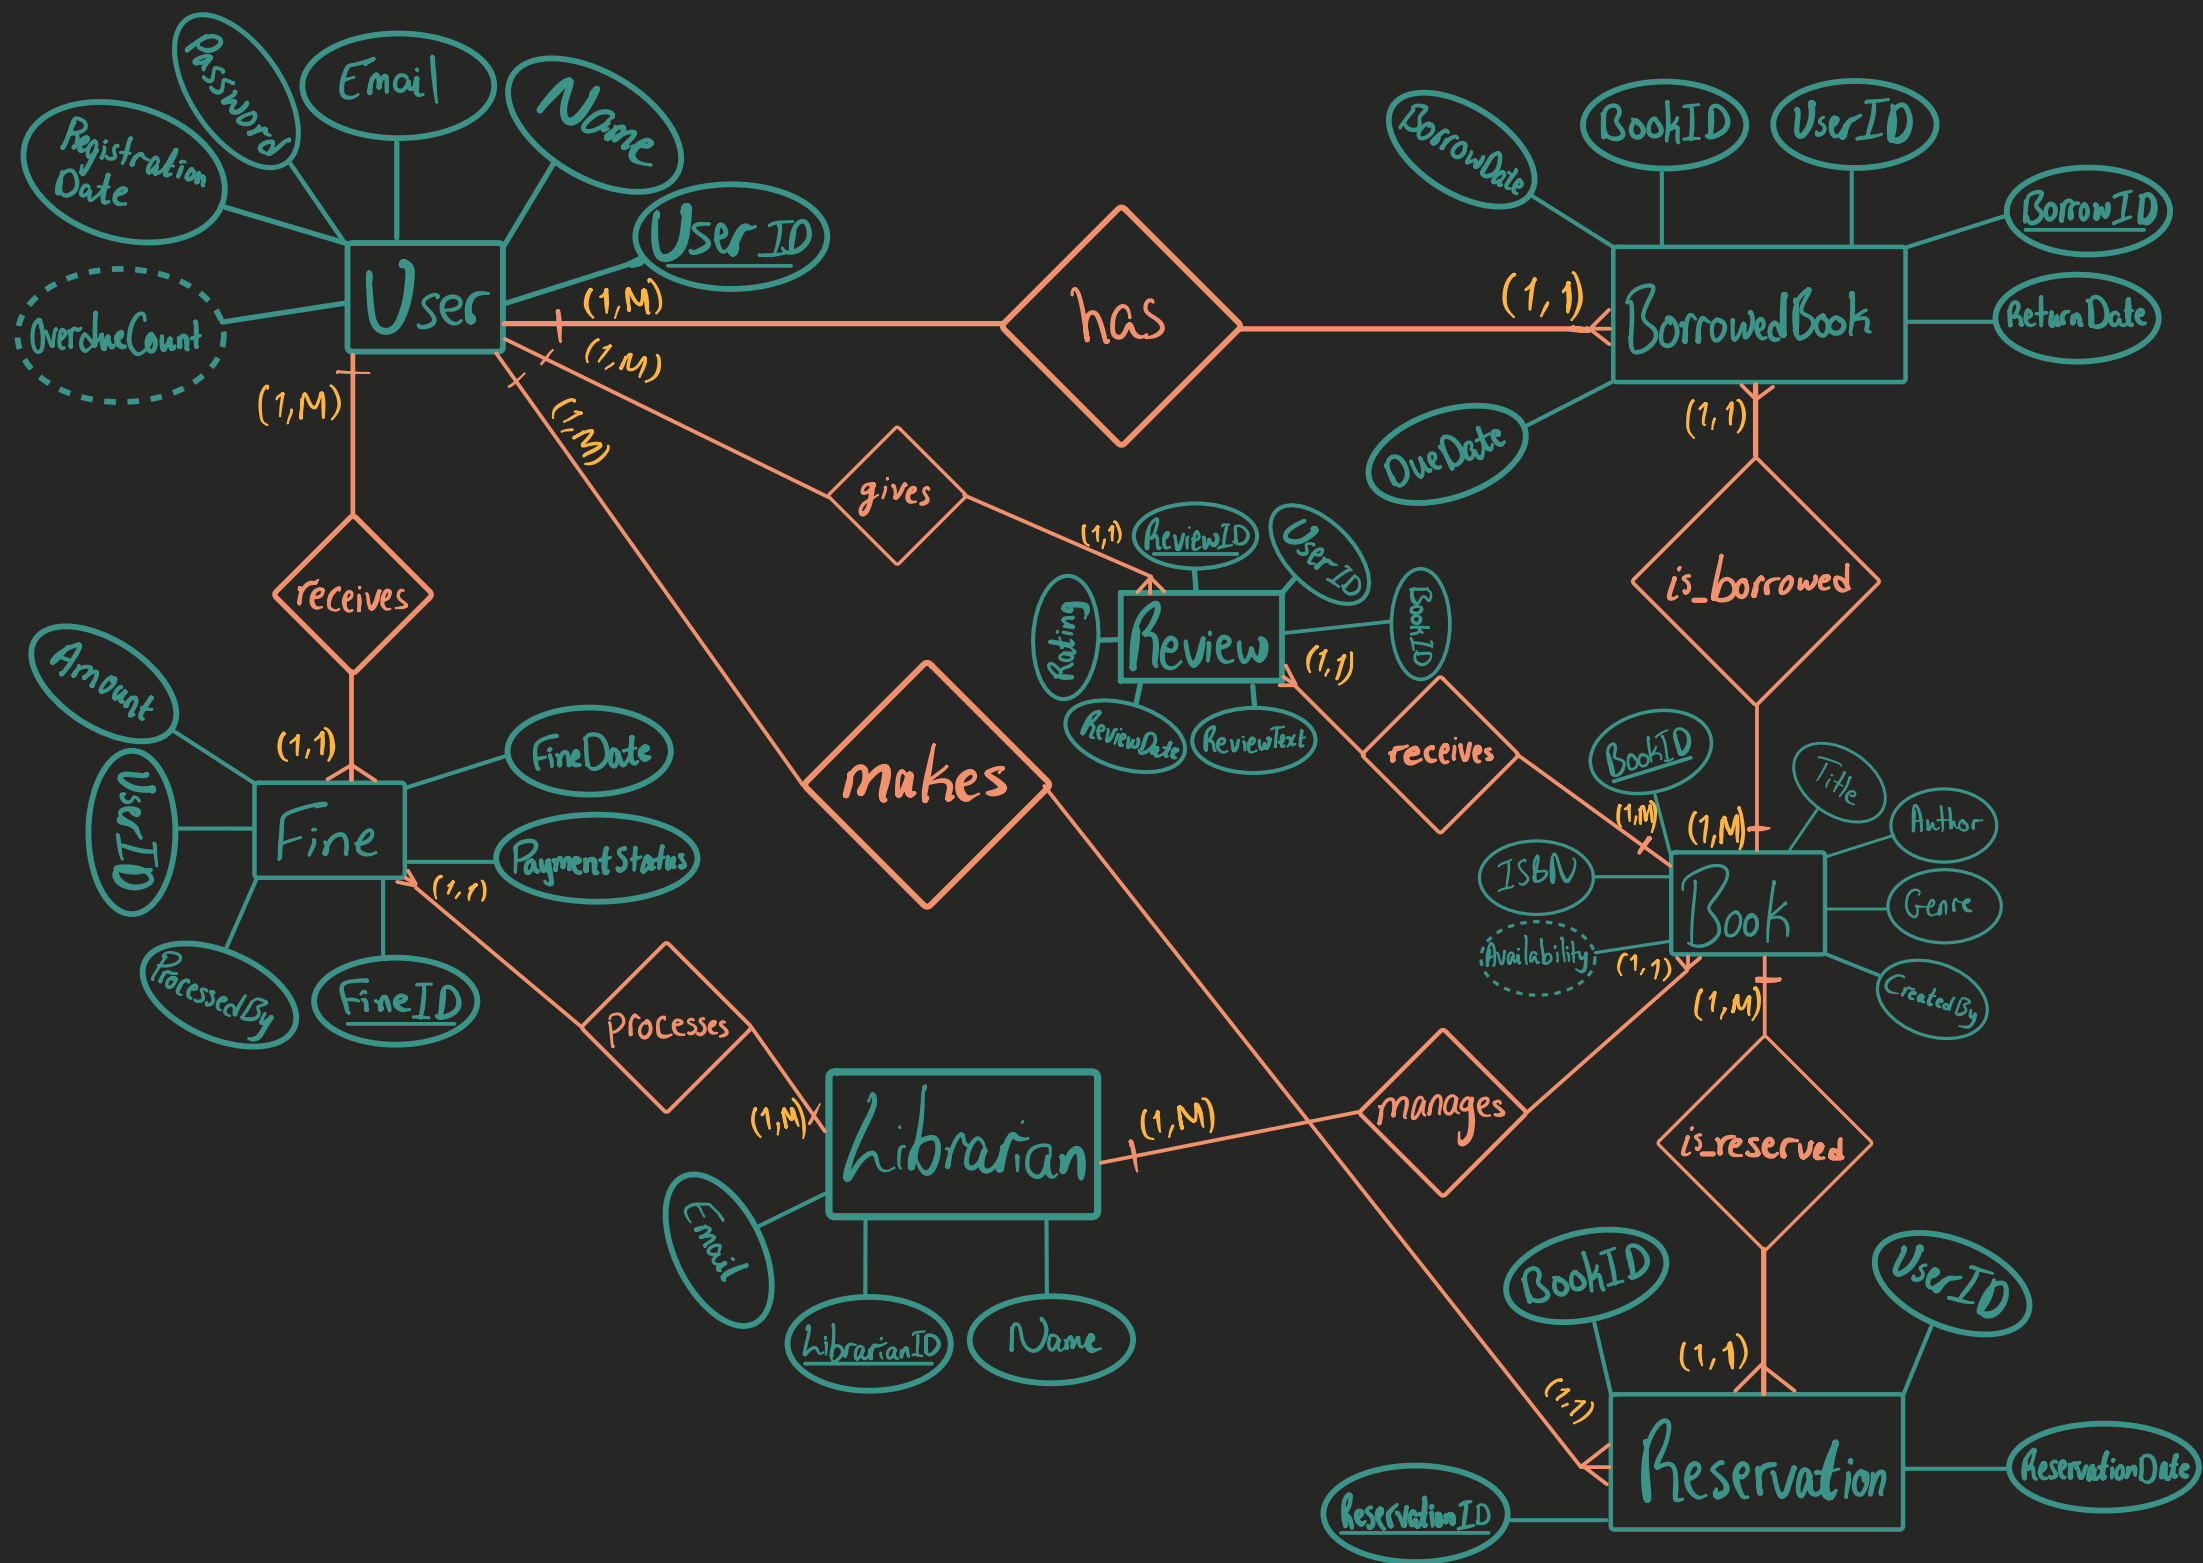 Password
Email
Name
Registration
Date
User ID
OverdueCount
User
(1,M)
has
(1,1)
BorrowedBook
BorrowDate
BookID
UserID
BorrowID
ReturnDate
DueDate
(1,M)
gives
(1,1)
(1,M)
makes
(1,1)
(1,M)
receives
(1,1)
ReviewID
UserID
BookID
Rating
Review
ReviewDate
ReviewText
(1,1)
receives
(1,M)
(1,1)
is_borrowed
(1,M)
Amount
UserID
Fine
FineDate
PaymentStatus
ProcessedBy
FineID
(1,1)
processes
(1,M)
BookID
Title
Author
ISBN
Book
Genre
Availability
CreatedBy
(1,1)
manages
(1,M)
Librarian
Email
LibrarianID
Name
(1,M)
is_reserved
(1,1)
BookID
UserID
Reservation
ReservationDate
ReservationID